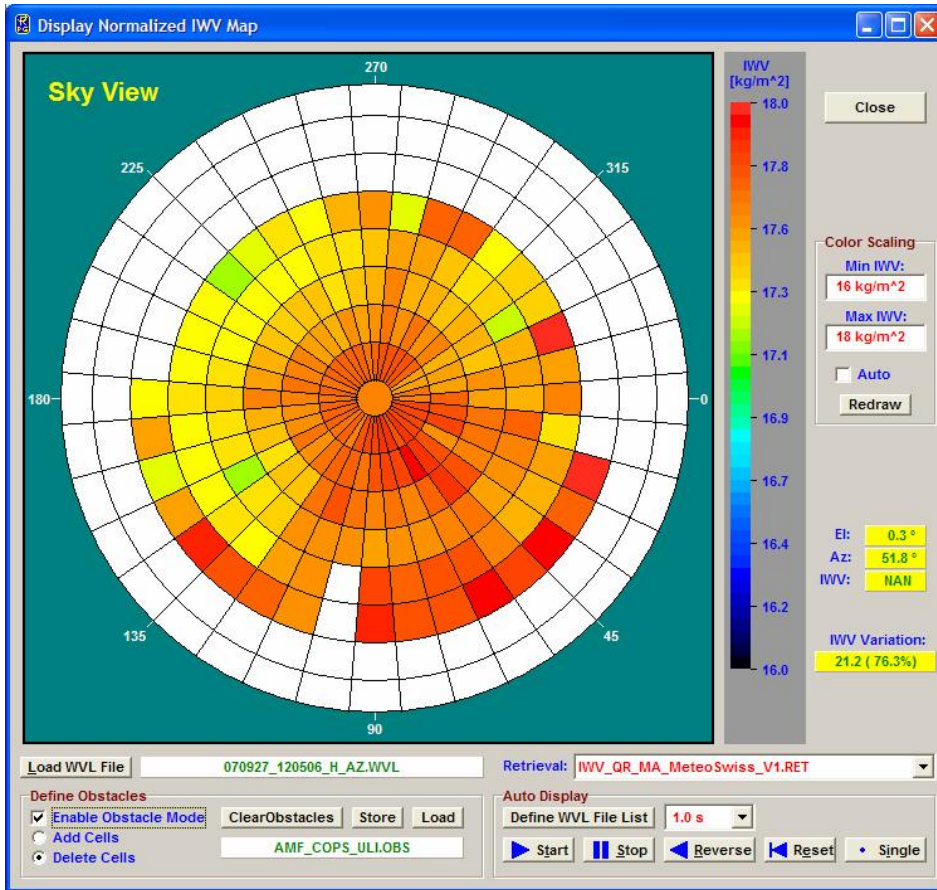 Display Normalized IWV Map
Sky View
270
225
315
180
0
135
45
90
IWV
[kg/m^2]
18.0
17.8
17.6
17.3
17.1
16.9
16.7
16.4
16.2
16.0
Close
Color Scaling
Min IWV:
16 kg/m^2
Max IWV:
18 kg/m^2
Auto
Redraw
El: 0.3 °
Az: 51.8 °
IWV: NAN
IWV Variation:
21.2 ( 76.3%)
Load WVL File 070927_120506_H_AZ.WVL Retrieval: IWV_QR_MA_MeteoSwiss_V1.RET
Define Obstacles
Enable Obstacle Mode ClearObstacles Store Load
Add Cells
Delete Cells
AMF_COPS_ULI.OBS
Auto Display
Define WVL File List 1.0 s
Start Stop Reverse Reset Single